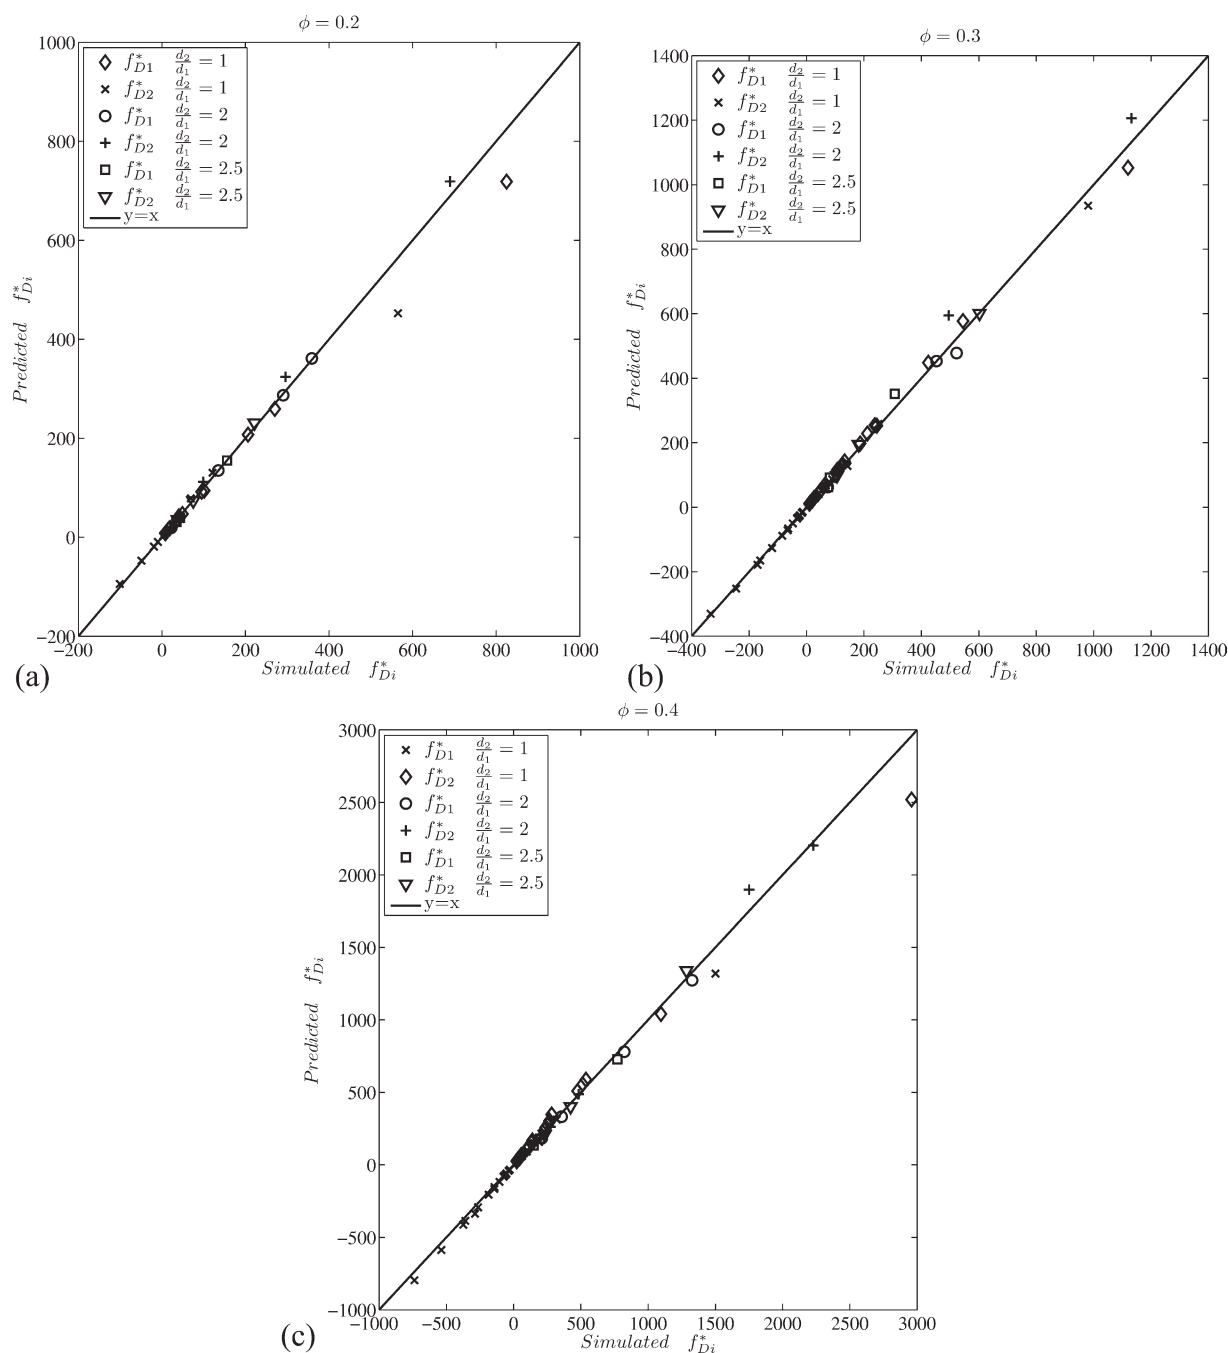 ϕ = 0.2
1000
800
600
400
200
0
−200
−200 0 200 400 600 800 1000
f*D1 d2/d1 = 1
f*D2 d2/d1 = 1
f*D1 d2/d1 = 2
f*D2 d2/d1 = 2
f*D1 d2/d1 = 2.5
f*D2 d2/d1 = 2.5
y=x
Predicted f*Di
Simulated f*Di
(a)
ϕ = 0.3
1400
1200
1000
800
600
400
200
0
−200
−400
−400 −200 0 200 400 600 800 1000 1200 1400
f*D1 d2/d1 = 1
f*D2 d2/d1 = 1
f*D1 d2/d1 = 2
f*D2 d2/d1 = 2
f*D1 d2/d1 = 2.5
f*D2 d2/d1 = 2.5
y=x
Predicted f*Di
Simulated f*Di
(b)
ϕ = 0.4
3000
2500
2000
1500
1000
500
0
−500
−1000
−1000 −500 0 500 1000 1500 2000 2500 3000
f*D1 d2/d1 = 1
f*D2 d2/d1 = 1
f*D1 d2/d1 = 2
f*D2 d2/d1 = 2
f*D1 d2/d1 = 2.5
f*D2 d2/d1 = 2.5
y=x
Predicted f*Di
Simulated f*Di
(c)